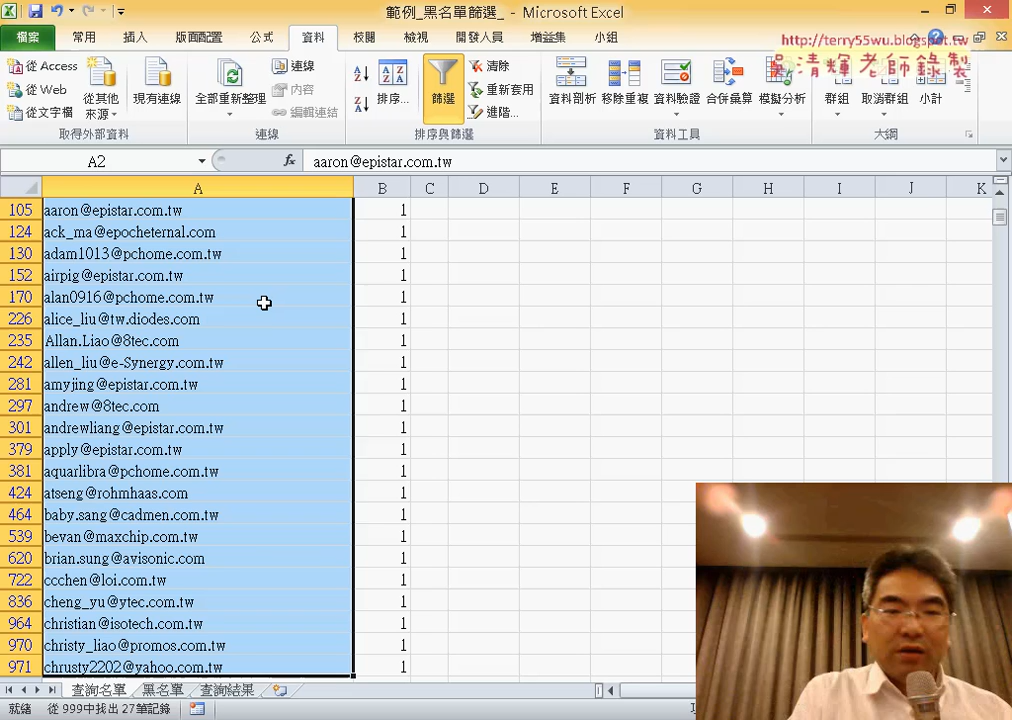 範例_黑名單篩選_ - Microsoft Excel
檔案 常用 插入 版面配置 公式 資料 校閱 檢視 開發人員 增益集 小組
http://terry55wu.blogspot.tw
吳清輝老師錄製
從 Access
從 Web
從文字檔
從其他來源
現有連線
全部重新整理
連線
內容
編輯連結
排序...
篩選
清除
重新套用
進階...
資料剖析 移除重複 資料驗證 合併彙算 模擬分析
群組 取消群組 小計
取得外部資料 連線 排序與篩選 資料工具 大綱
A2 fx aaron@epistar.com.tw
A B C D E F G H I J K
105 aaron@epistar.com.tw 1
124 ack_ma@epocheternal.com 1
130 adam1013@pchome.com.tw 1
152 airpig@epistar.com.tw 1
170 alan0916@pchome.com.tw 1
226 alice_liu@tw.diodes.com 1
235 Allan.Liao@8tec.com 1
242 allen_liu@e-Synergy.com.tw 1
281 amyjing@epistar.com.tw 1
297 andrew@8tec.com 1
301 andrewliang@epistar.com.tw 1
379 apply@epistar.com.tw 1
381 aquarlibra@pchome.com.tw 1
424 atseng@rohmhaas.com 1
464 baby.sang@cadmen.com.tw 1
539 bevan@maxchip.com.tw 1
620 brian.sung@avisonic.com 1
722 ccchen@loi.com.tw 1
836 cheng_yu@ytec.com.tw 1
964 christian@isotech.com.tw 1
970 christy_liao@promos.com.tw 1
971 chrusty2202@yahoo.com.tw 1
查詢名單 黑名單 查詢結果
就緒 從 999中找出 27筆記錄